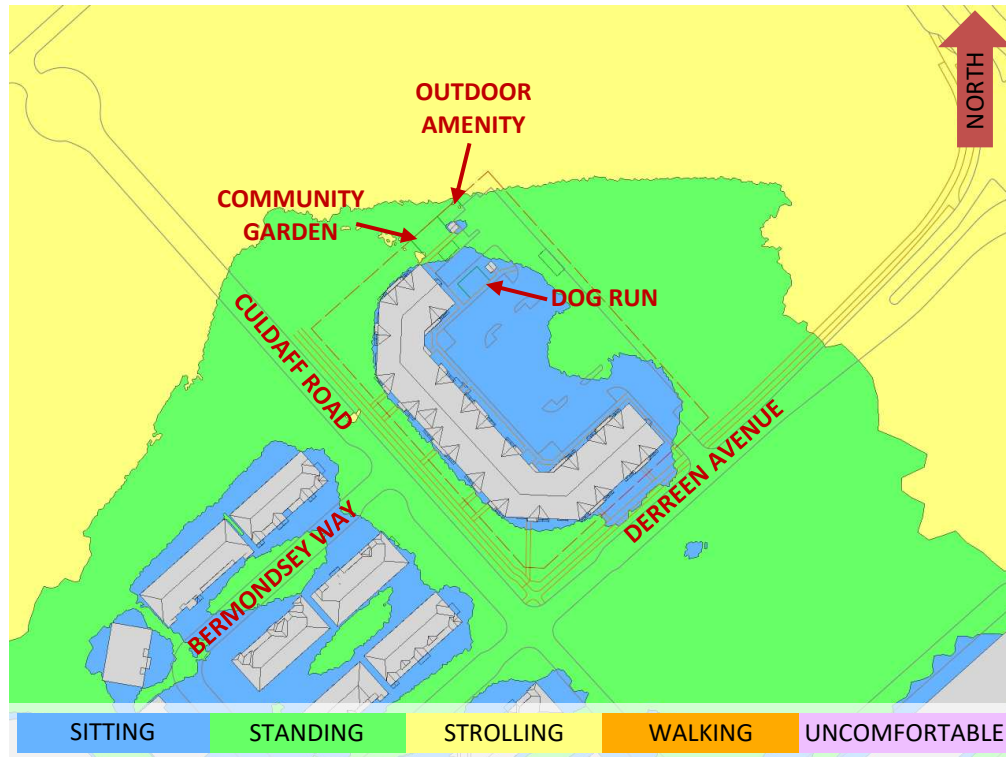 NORTH
OUTDOOR
AMENITY
COMMUNITY
GARDEN
DOG RUN
CULDAFF ROAD
DERREEN AVENUE
BERMONDSEY WAY
SITTING
STANDING
STROLLING
WALKING
UNCOMFORTABLE